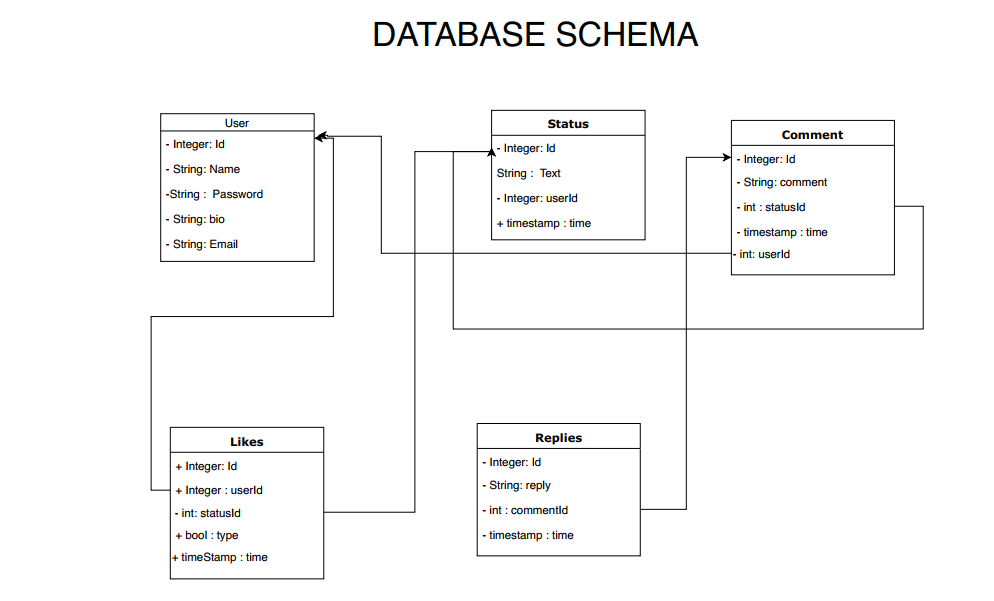 DATABASE SCHEMA
User
- Integer: Id
- String: Name
-String :  Password
- String: bio
- String: Email
Status
- Integer: Id
String :  Text
- Integer: userId
+ timestamp : time
Comment
- Integer: Id
- String: comment
- int : statusId
- timestamp : time
- int: userId
Likes
+ Integer: Id
+ Integer : userId
- int: statusId
+ bool : type
+ timeStamp : time
Replies
- Integer: Id
- String: reply
- int : commentId
- timestamp : time